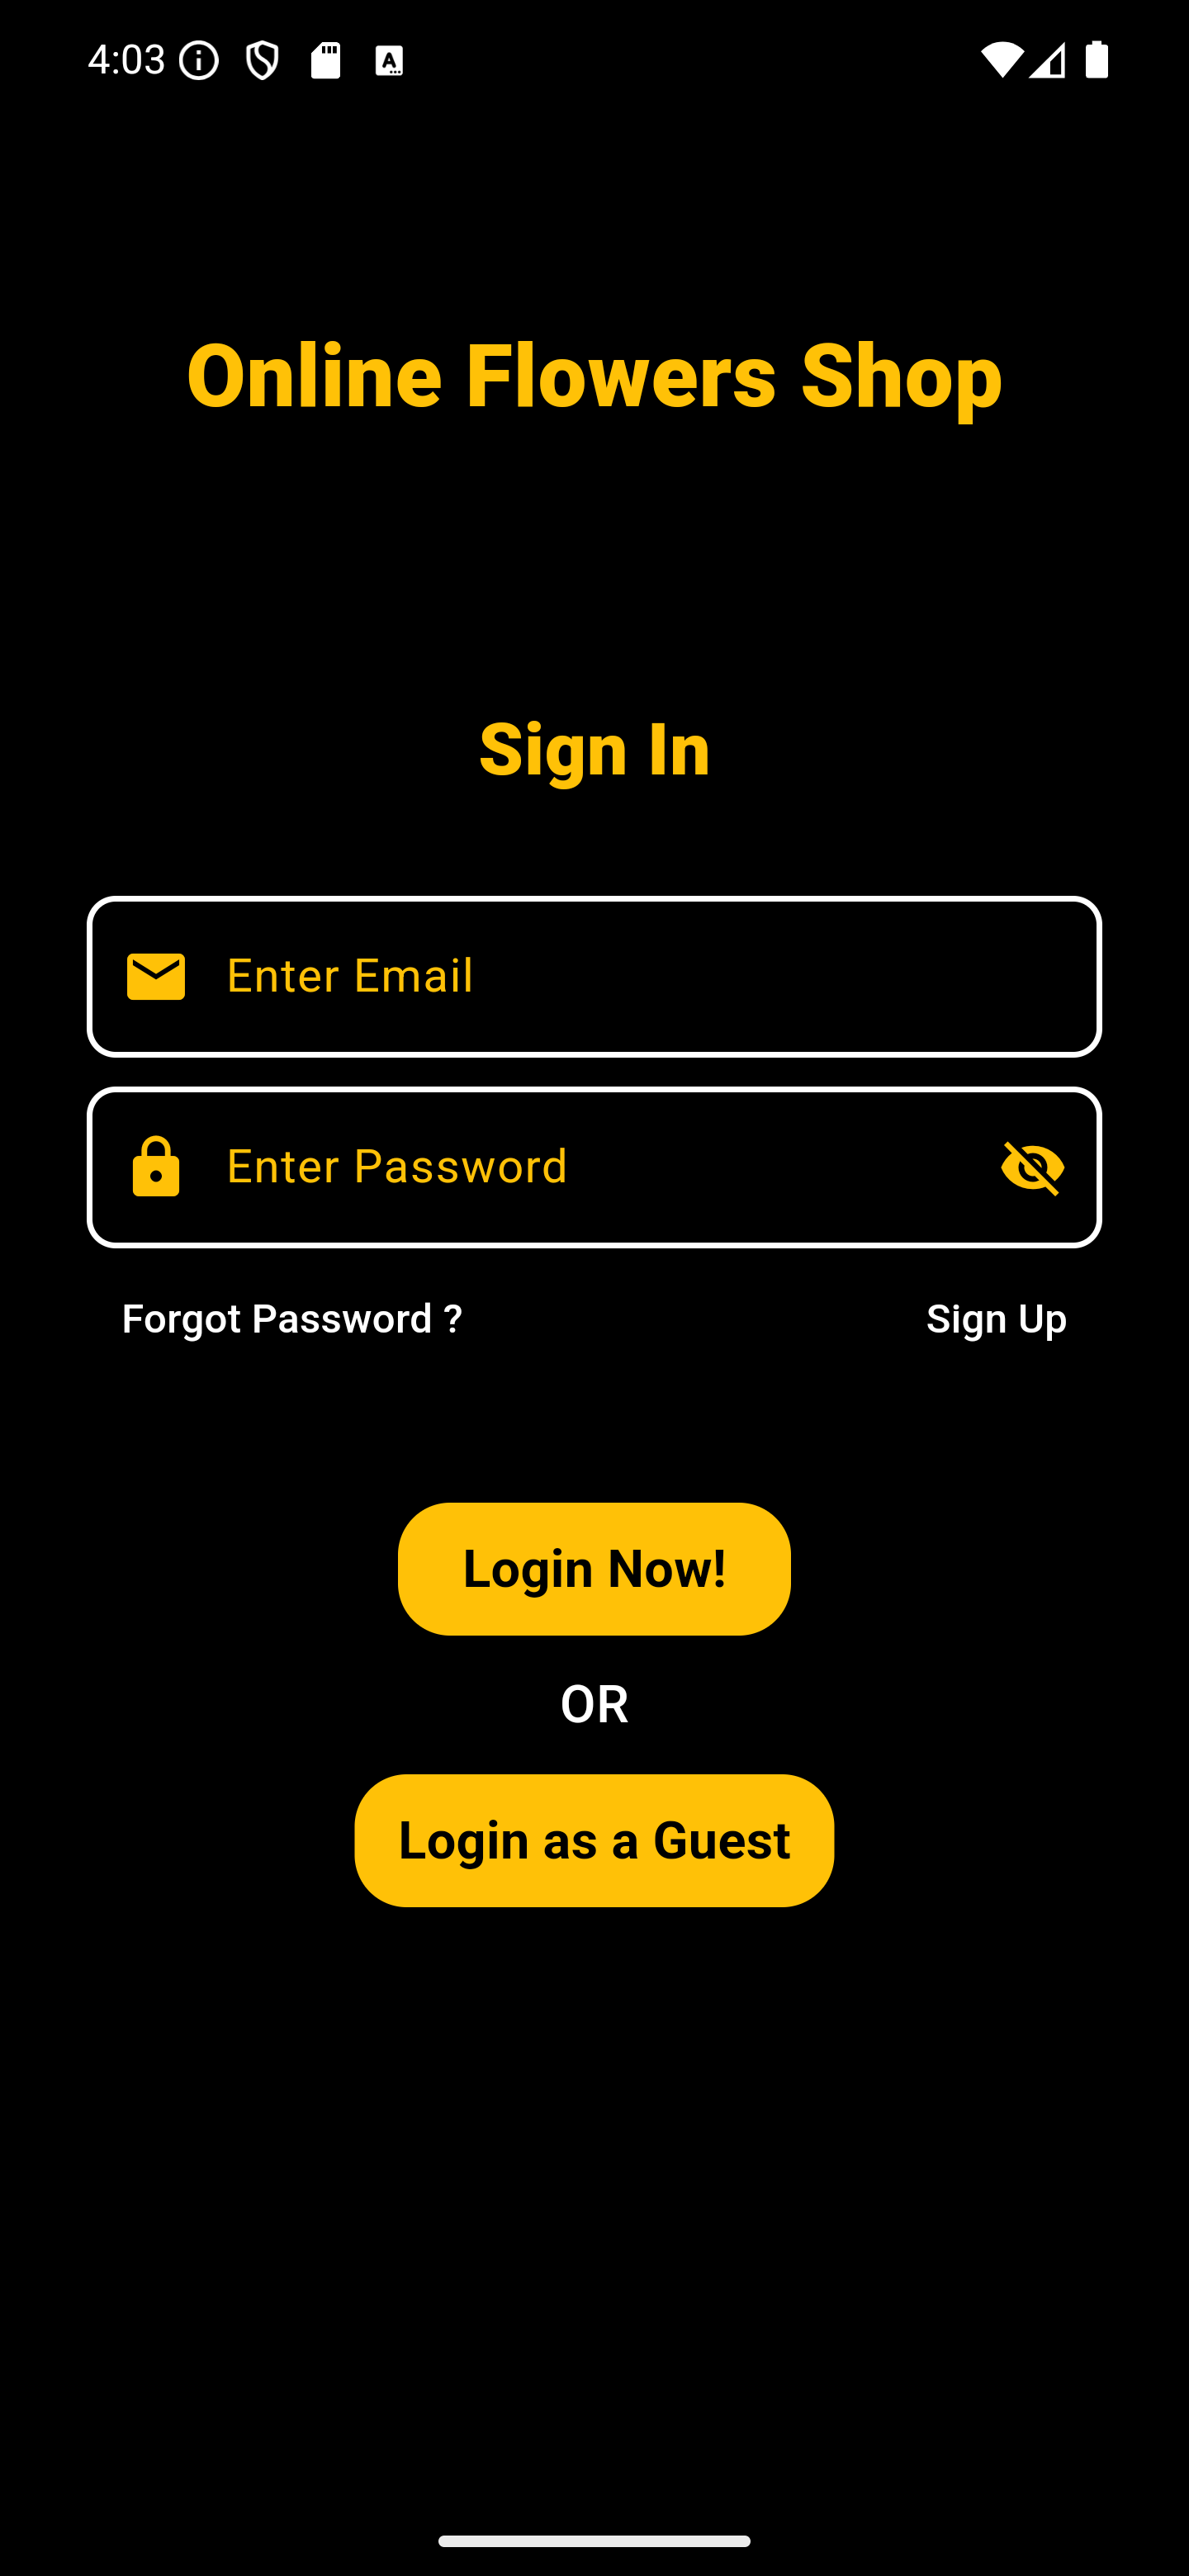 4:03
Online Flowers Shop
Sign In
Enter Email
Enter Password
Forgot Password ?
Sign Up
Login Now!
OR
Login as a Guest